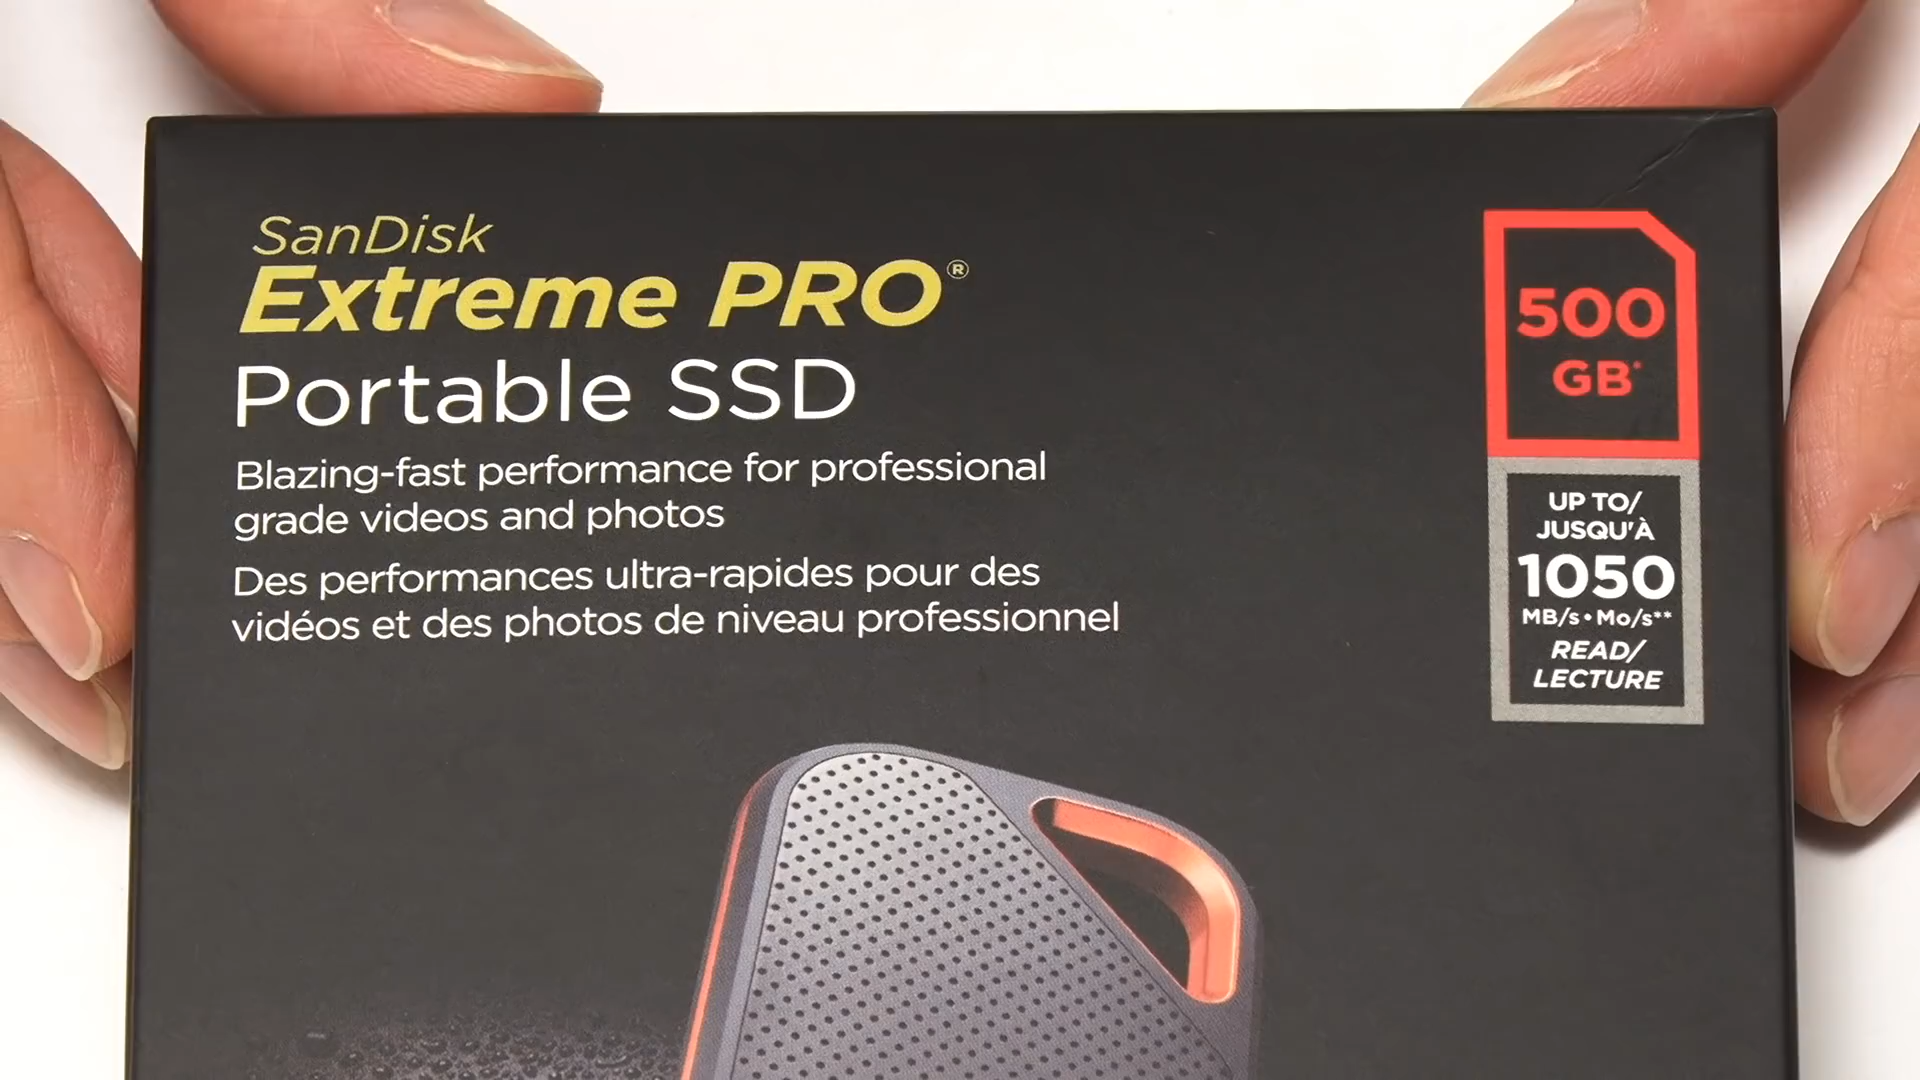 SanDisk
Extreme PRO®
Portable SSD
Blazing-fast performance for professional
grade videos and photos
Des performances ultra-rapides pour des
vidéos et des photos de niveau professionnel
500
GB*
UP TO/
JUSQU'À
1050
MB/s • Mo/s**
READ/
LECTURE